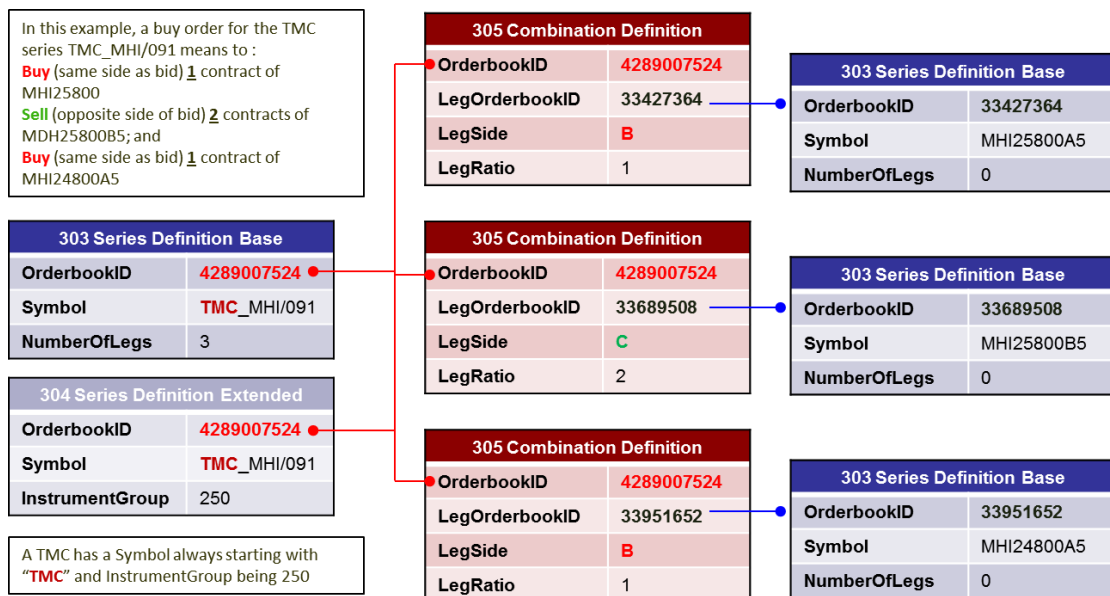 In this example, a buy order for the TMC
series TMC_MHI/091 means to :
Buy (same side as bid) 1 contract of
MHI25800
Sell (opposite side of bid) 2 contracts of
MDH25800B5; and
Buy (same side as bid) 1 contract of
MHI24800A5
303 Series Definition Base
OrderbookID 4289007524
Symbol TMC_MHI/091
NumberOfLegs 3
304 Series Definition Extended
OrderbookID 4289007524
Symbol TMC_MHI/091
InstrumentGroup 250
A TMC has a Symbol always starting with
“TMC” and InstrumentGroup being 250
305 Combination Definition
OrderbookID 4289007524
LegOrderbookID 33427364
LegSide B
LegRatio 1
305 Combination Definition
OrderbookID 4289007524
LegOrderbookID 33689508
LegSide C
LegRatio 2
305 Combination Definition
OrderbookID 4289007524
LegOrderbookID 33951652
LegSide B
LegRatio 1
303 Series Definition Base
OrderbookID 33427364
Symbol MHI25800A5
NumberOfLegs 0
303 Series Definition Base
OrderbookID 33689508
Symbol MHI25800B5
NumberOfLegs 0
303 Series Definition Base
OrderbookID 33951652
Symbol MHI24800A5
NumberOfLegs 0